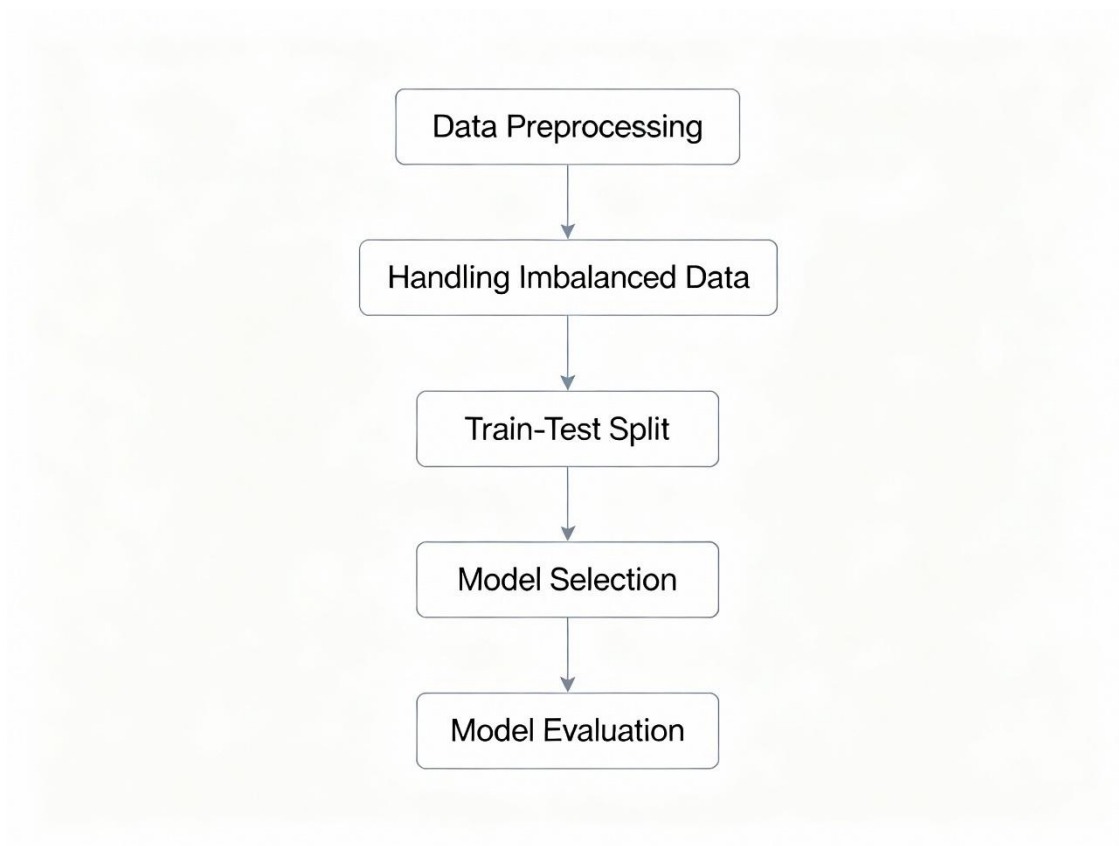 Data Preprocessing
Handling Imbalanced Data
Train-Test Split
Model Selection
Model Evaluation